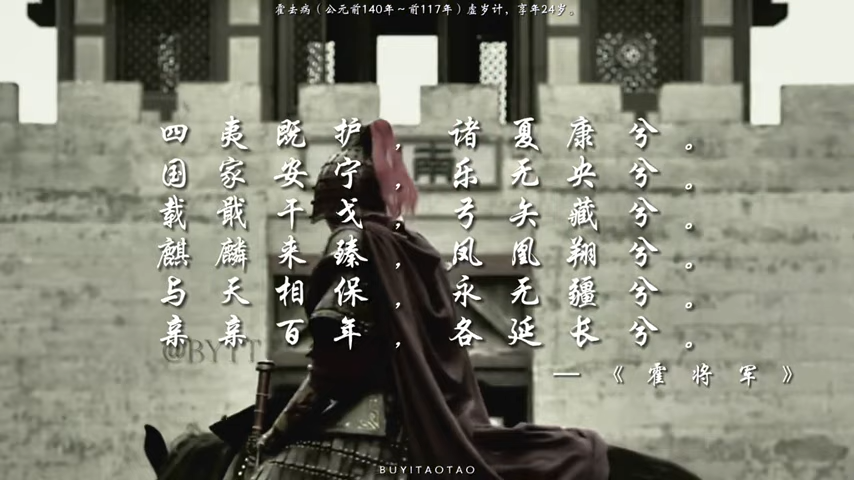 霍去病（公元前140年～前117年）虚岁计，享年24岁。
四夷既护，诸夏康兮。
国家安宁，乐无央兮。
载戢干戈，弓矢藏兮。
麒麟来臻，凤凰翔兮。
与天相保，永无疆兮。
亲亲百年，各延长兮。
—《霍将军》
@BYTT
BUYITAOTAO